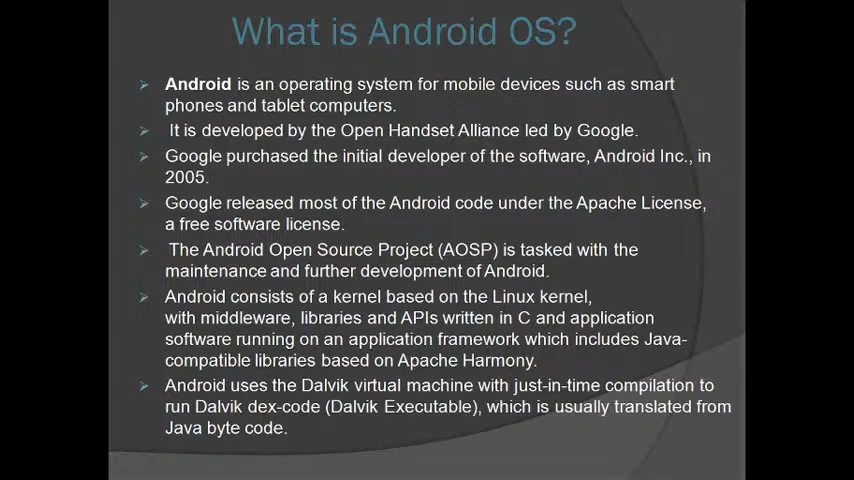 What is Android OS?
Android is an operating system for mobile devices such as smart
phones and tablet computers.
It is developed by the Open Handset Alliance led by Google.
Google purchased the initial developer of the software, Android Inc., in
2005.
Google released most of the Android code under the Apache License,
a free software license.
The Android Open Source Project (AOSP) is tasked with the
maintenance and further development of Android.
Android consists of a kernel based on the Linux kernel,
with middleware, libraries and APIs written in C and application
software running on an application framework which includes Java-
compatible libraries based on Apache Harmony.
Android uses the Dalvik virtual machine with just-in-time compilation to
run Dalvik dex-code (Dalvik Executable), which is usually translated from
Java byte code.